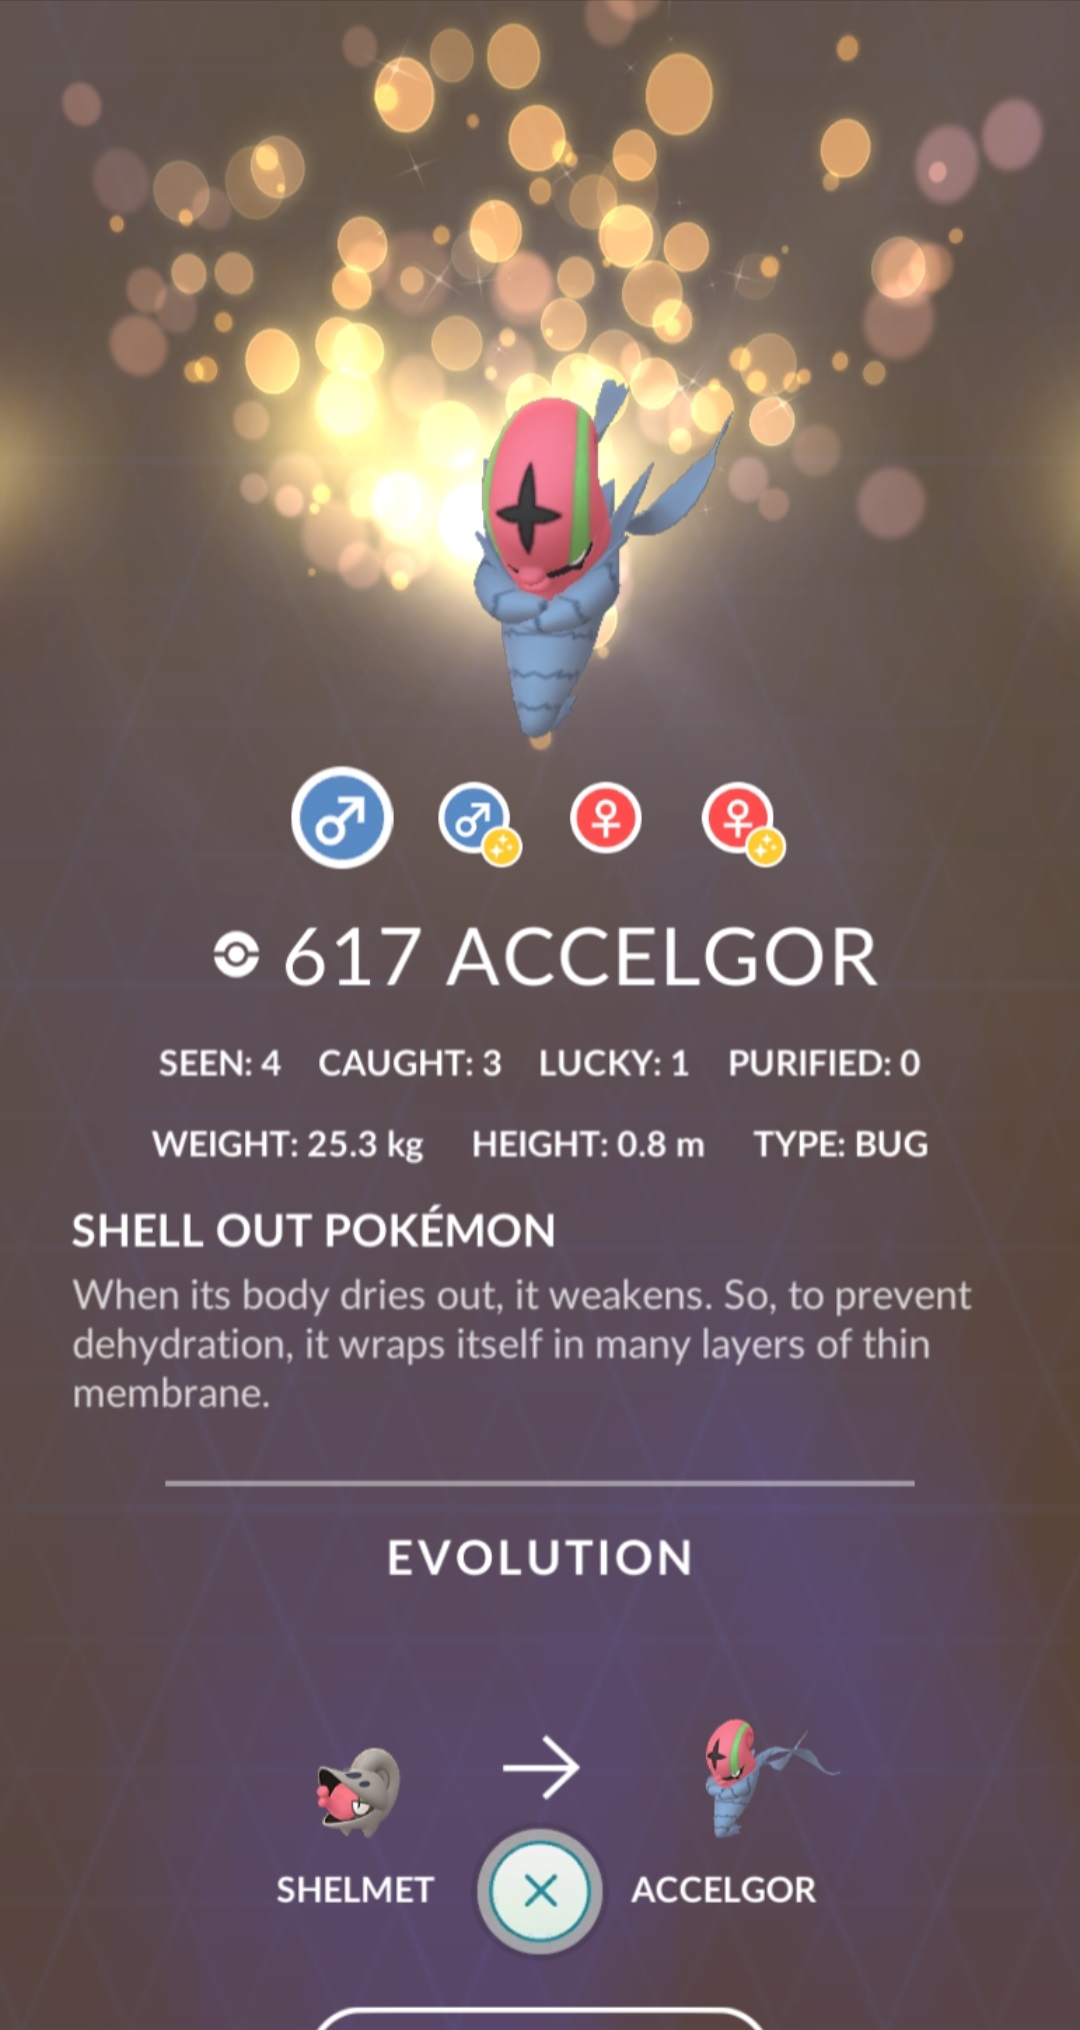 617 ACCELGOR
SEEN: 4 CAUGHT: 3 LUCKY: 1 PURIFIED: 0
WEIGHT: 25.3 kg HEIGHT: 0.8 m TYPE: BUG
SHELL OUT POKÉMON
When its body dries out, it weakens. So, to prevent
dehydration, it wraps itself in many layers of thin
membrane.
EVOLUTION
SHELMET ACCELGOR